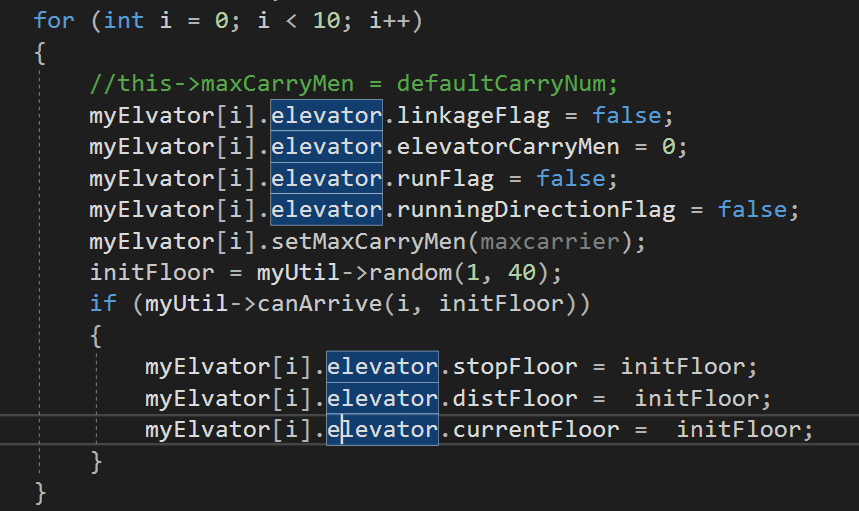 for (int i = 0; i < 10; i++)
{
//this->maxCarryMen = defaultCarryNum;
myElvator[i].elevator.linkageFlag = false;
myElvator[i].elevator.elevatorCarryMen = 0;
myElvator[i].elevator.runFlag = false;
myElvator[i].elevator.runningDirectionFlag = false;
myElvator[i].setMaxCarryMen(maxcarrier);
initFloor = myUtil->random(1, 40);
if (myUtil->canArrive(i, initFloor))
{
myElvator[i].elevator.stopFloor = initFloor;
myElvator[i].elevator.distFloor =  initFloor;
myElvator[i].elevator.currentFloor =  initFloor;
}
}